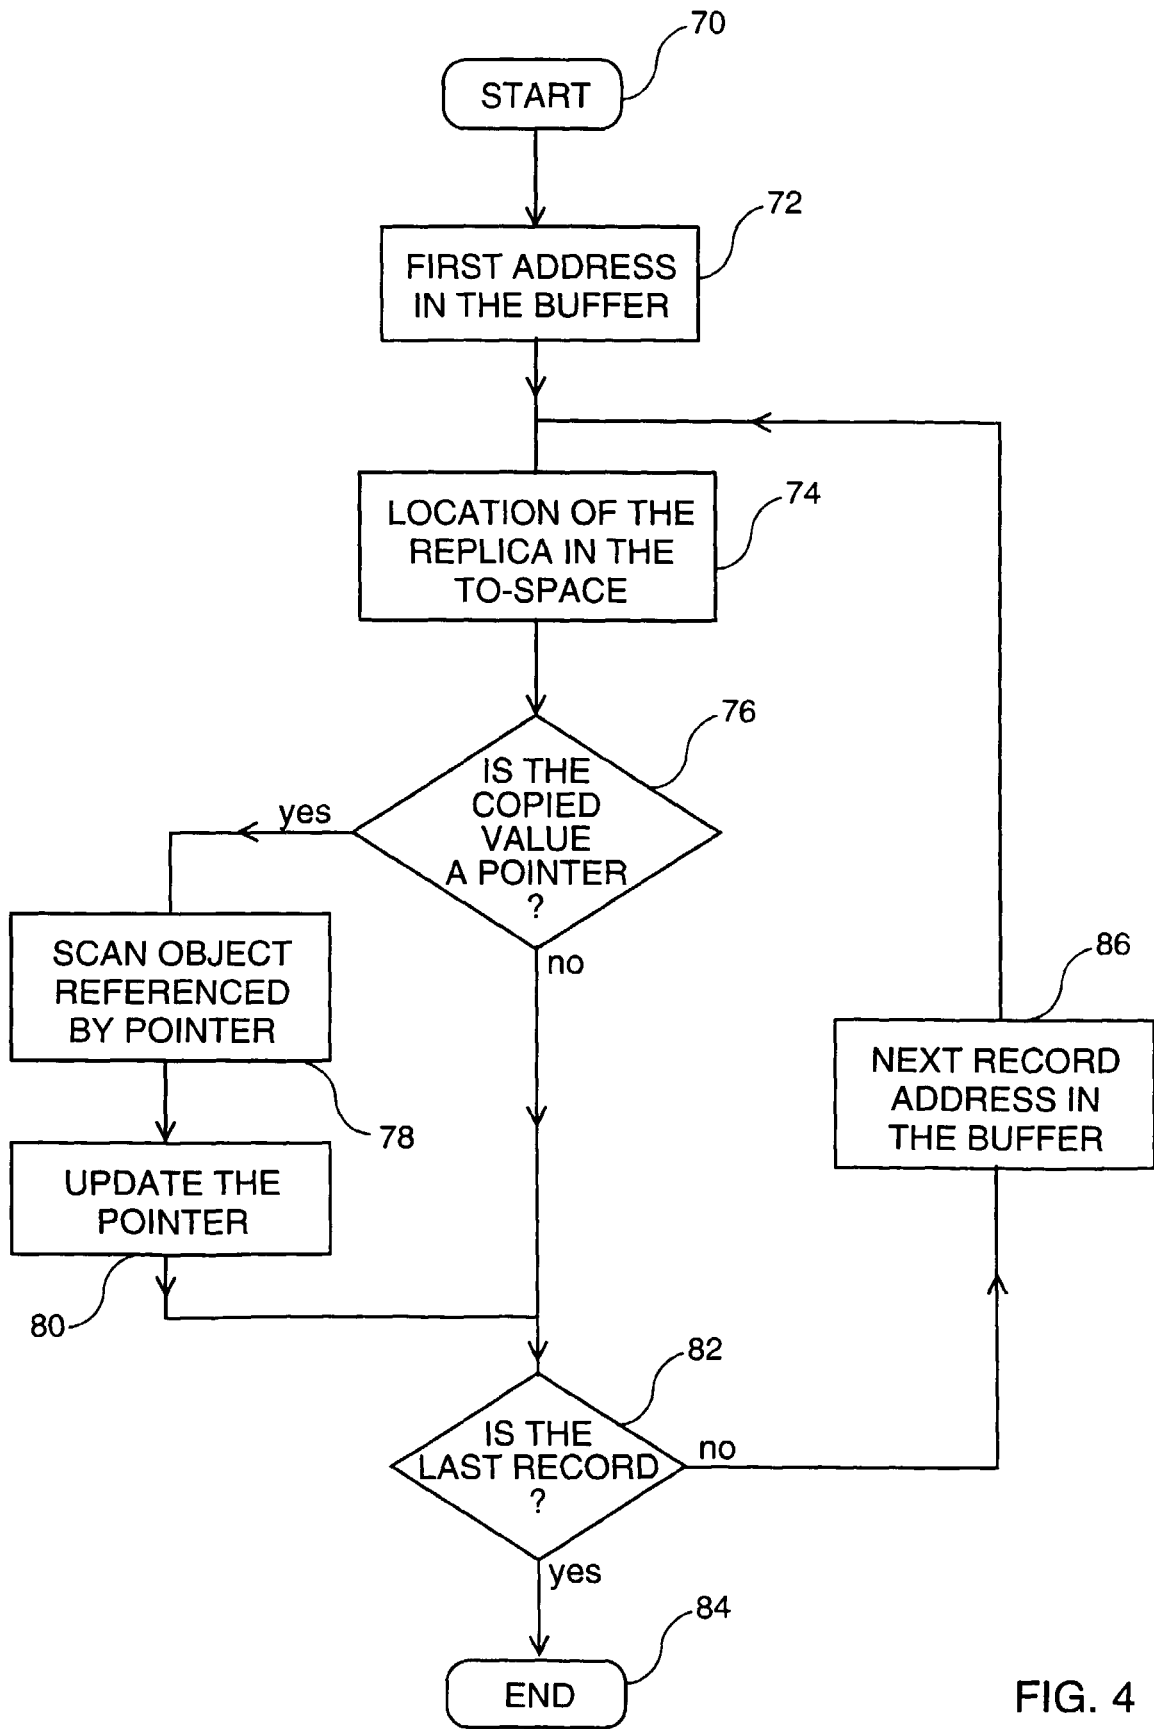 70
START
72
FIRST ADDRESS
IN THE BUFFER
74
LOCATION OF THE
REPLICA IN THE
TO-SPACE
76
IS THE
COPIED
VALUE
A POINTER
?
yes
no
SCAN OBJECT
REFERENCED
BY POINTER
78
86
NEXT RECORD
ADDRESS IN
THE BUFFER
UPDATE THE
POINTER
80
82
IS THE
LAST RECORD
?
no
yes
84
END
FIG. 4